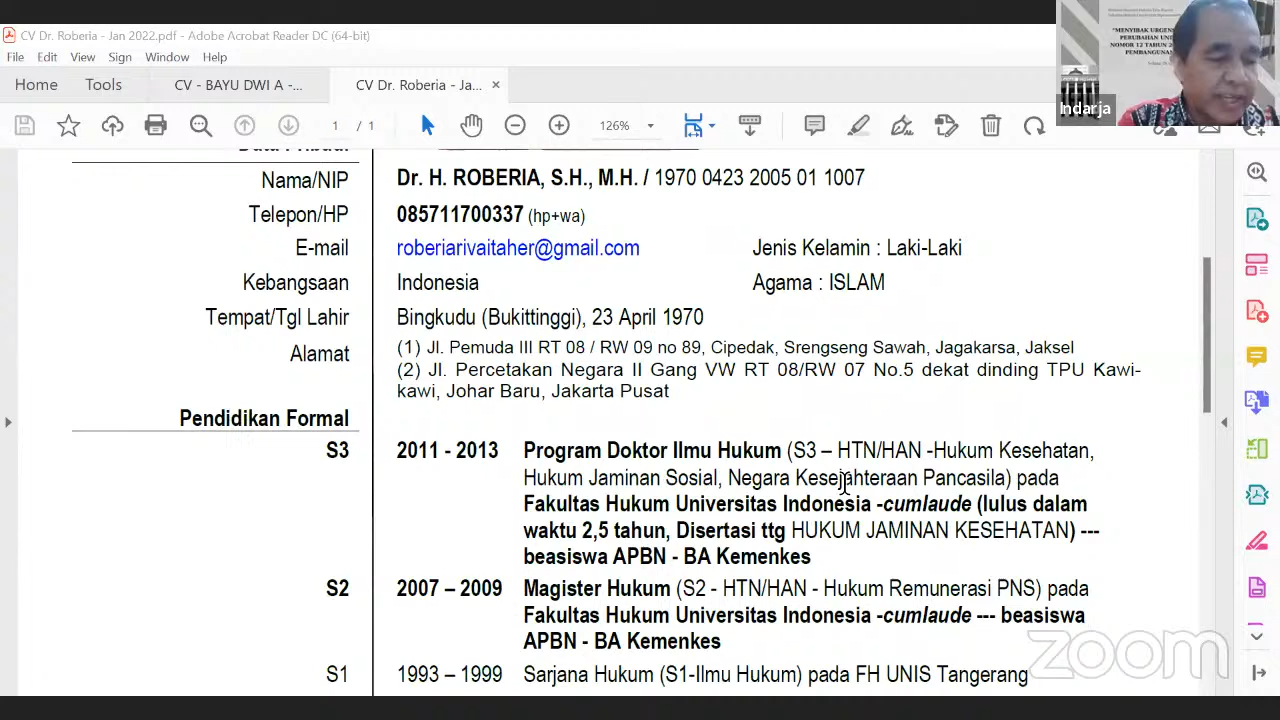 CV Dr. Roberia - Jan 2022.pdf - Adobe Acrobat Reader DC (64-bit)
File Edit View Sign Window Help
Home Tools CV - BAYU DWI A -... CV Dr. Roberia - Ja... ×
1 / 1 126%
"MENYIBAK URGENSI
PERUBAHAN UND
NOMOR 12 TAHUN 20
PEMBANGUNA
Indarja
Nama/NIP Dr. H. ROBERIA, S.H., M.H. / 1970 0423 2005 01 1007
Telepon/HP 085711700337 (hp+wa)
E-mail roberiarivaitaher@gmail.com Jenis Kelamin : Laki-Laki
Kebangsaan Indonesia Agama : ISLAM
Tempat/Tgl Lahir Bingkudu (Bukittinggi), 23 April 1970
Alamat (1) Jl. Pemuda III RT 08 / RW 09 no 89, Cipedak, Srengseng Sawah, Jagakarsa, Jaksel
(2) Jl. Percetakan Negara II Gang VW RT 08/RW 07 No.5 dekat dinding TPU Kawi-
kawi, Johar Baru, Jakarta Pusat
Pendidikan Formal
S3 2011 - 2013 Program Doktor Ilmu Hukum (S3 – HTN/HAN -Hukum Kesehatan,
Hukum Jaminan Sosial, Negara Kesejahteraan Pancasila) pada
Fakultas Hukum Universitas Indonesia -cumlaude (lulus dalam
waktu 2,5 tahun, Disertasi ttg HUKUM JAMINAN KESEHATAN) ---
beasiswa APBN - BA Kemenkes
S2 2007 – 2009 Magister Hukum (S2 - HTN/HAN - Hukum Remunerasi PNS) pada
Fakultas Hukum Universitas Indonesia -cumlaude --- beasiswa
APBN - BA Kemenkes
S1 1993 – 1999 Sarjana Hukum (S1-Ilmu Hukum) pada FH UNIS Tangerang
zoom